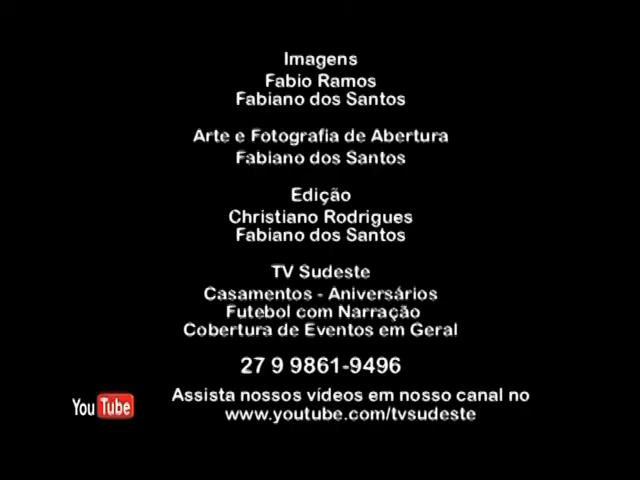 Imagens
Fabio Ramos
Fabiano dos Santos
Arte e Fotografia de Abertura
Fabiano dos Santos
Edição
Christiano Rodrigues
Fabiano dos Santos
TV Sudeste
Casamentos - Aniversários
Futebol com Narração
Cobertura de Eventos em Geral
27 9 9861-9496
Assista nossos vídeos em nosso canal no
YouTube
www.youtube.com/tvsudeste